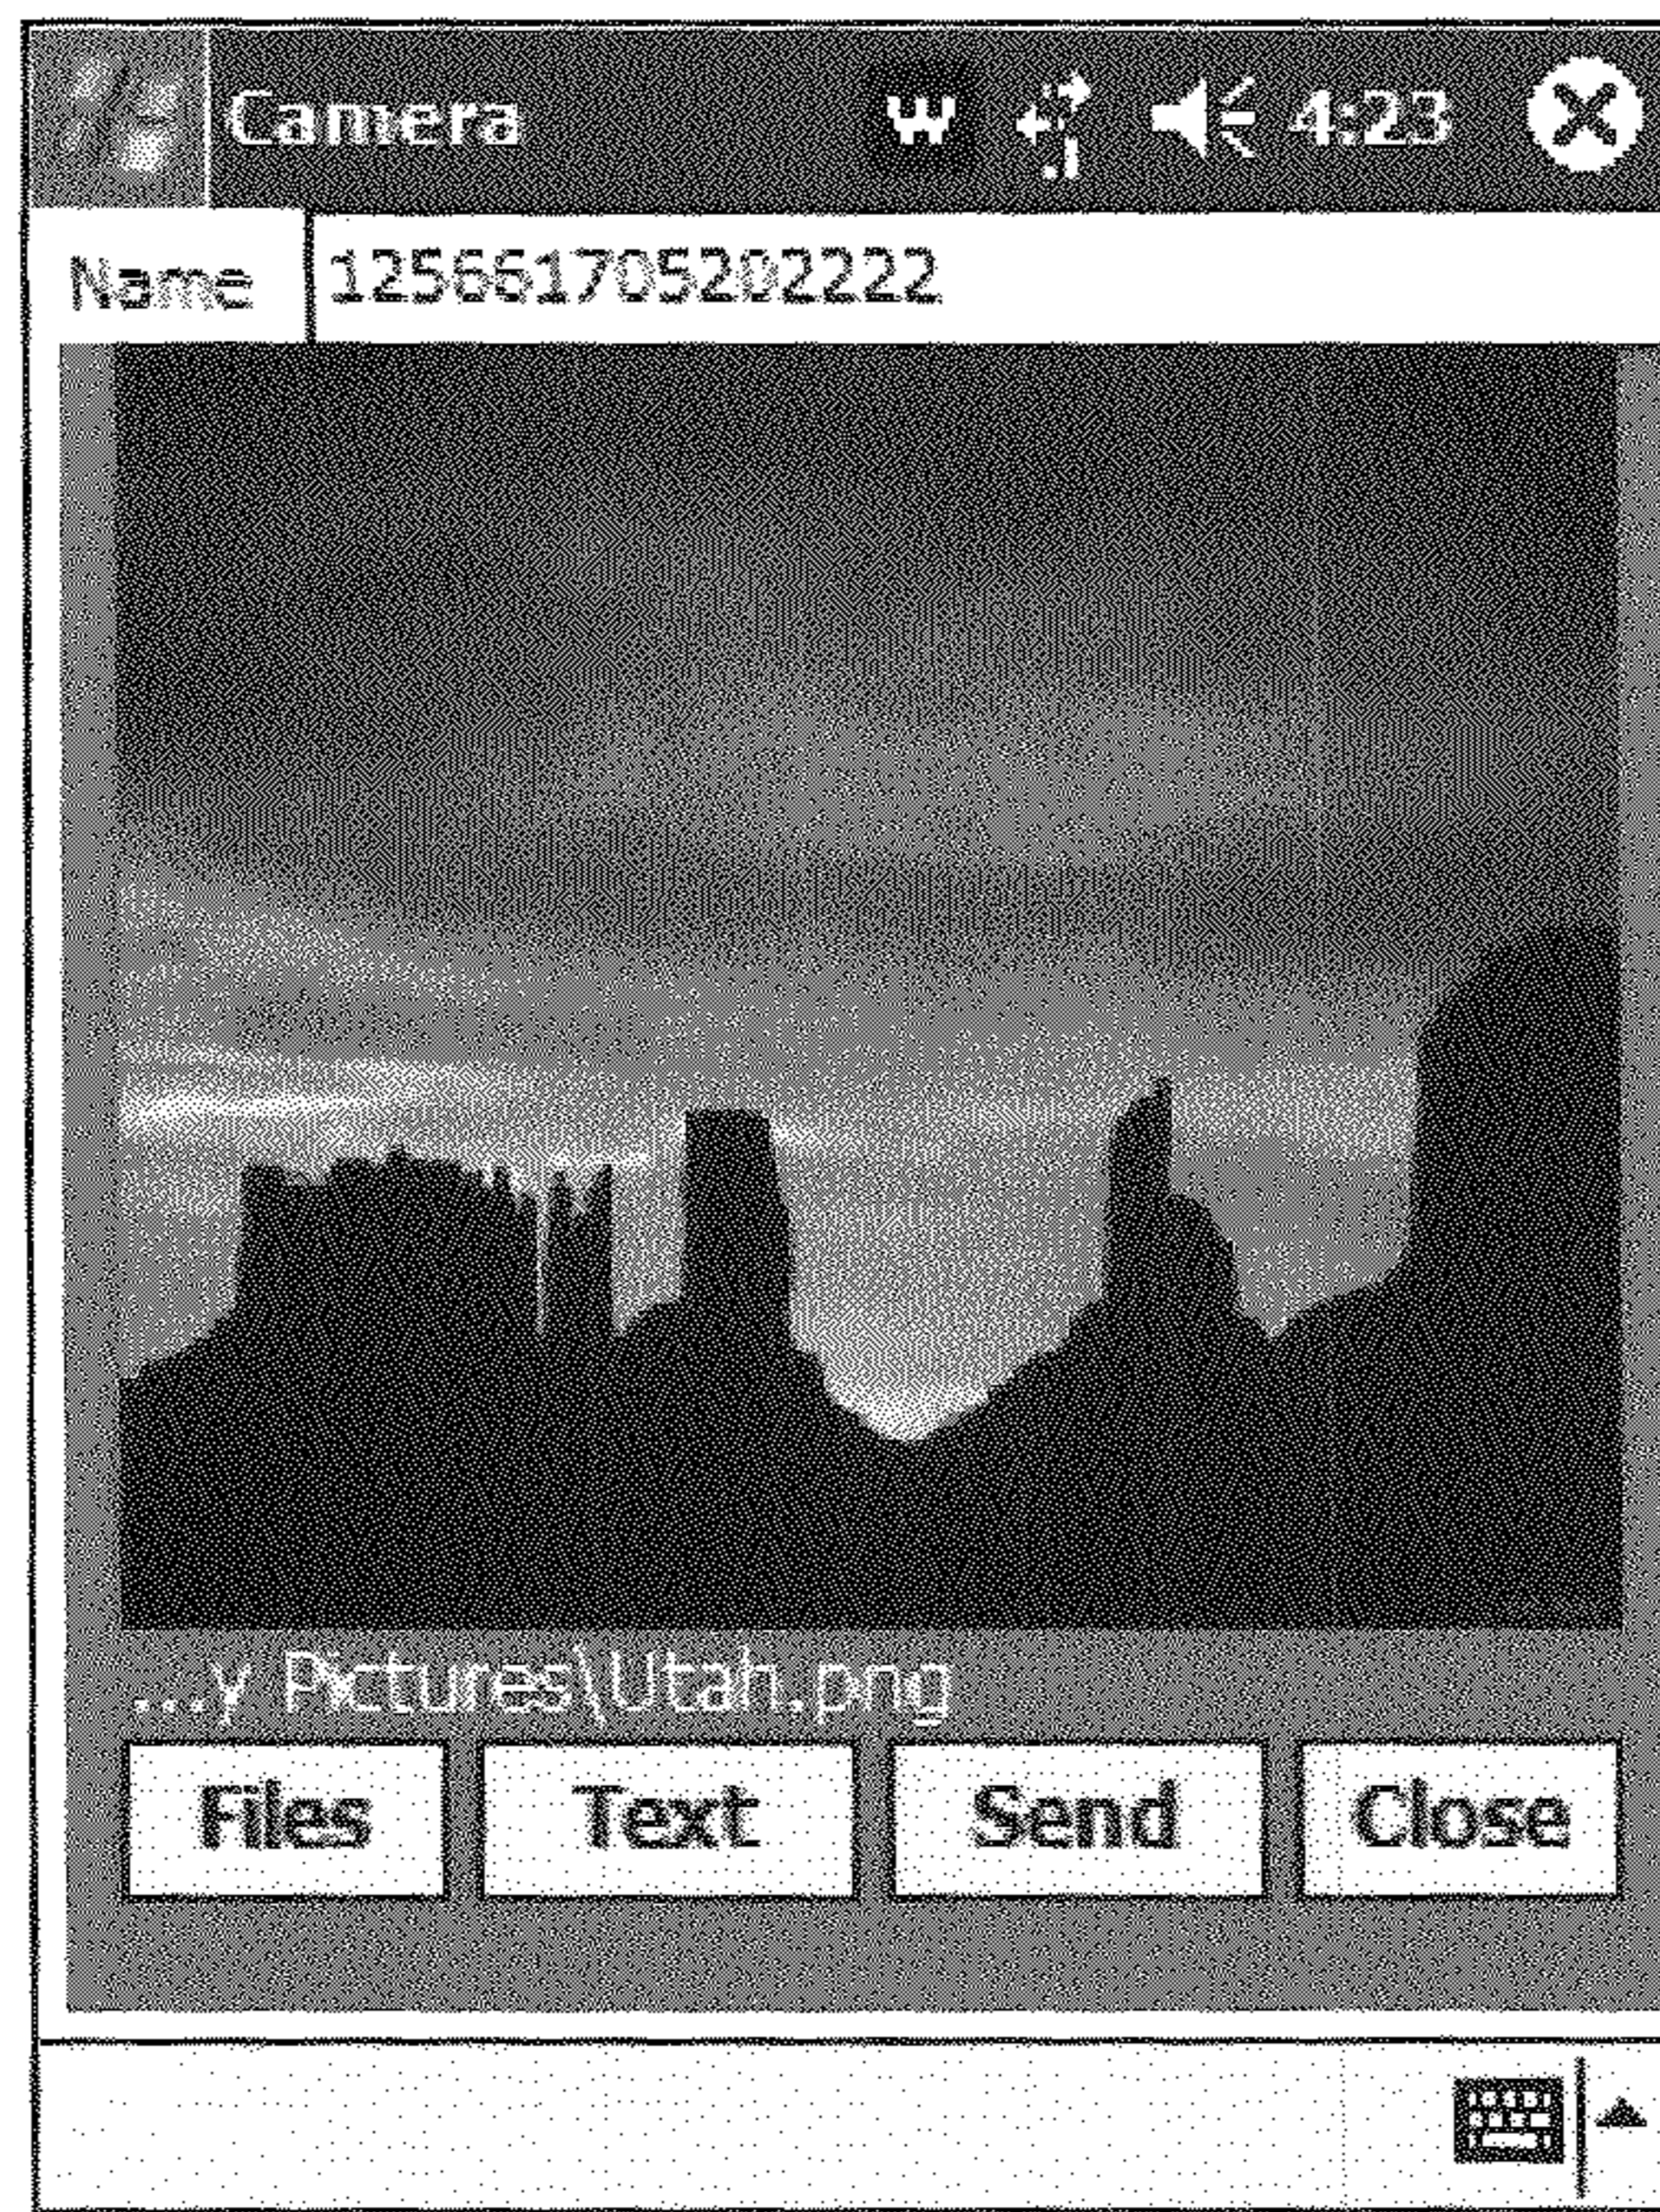 Camera W 4:23
Name 125661705202222
...y Pictures\Utah.png
Files Text Send Close